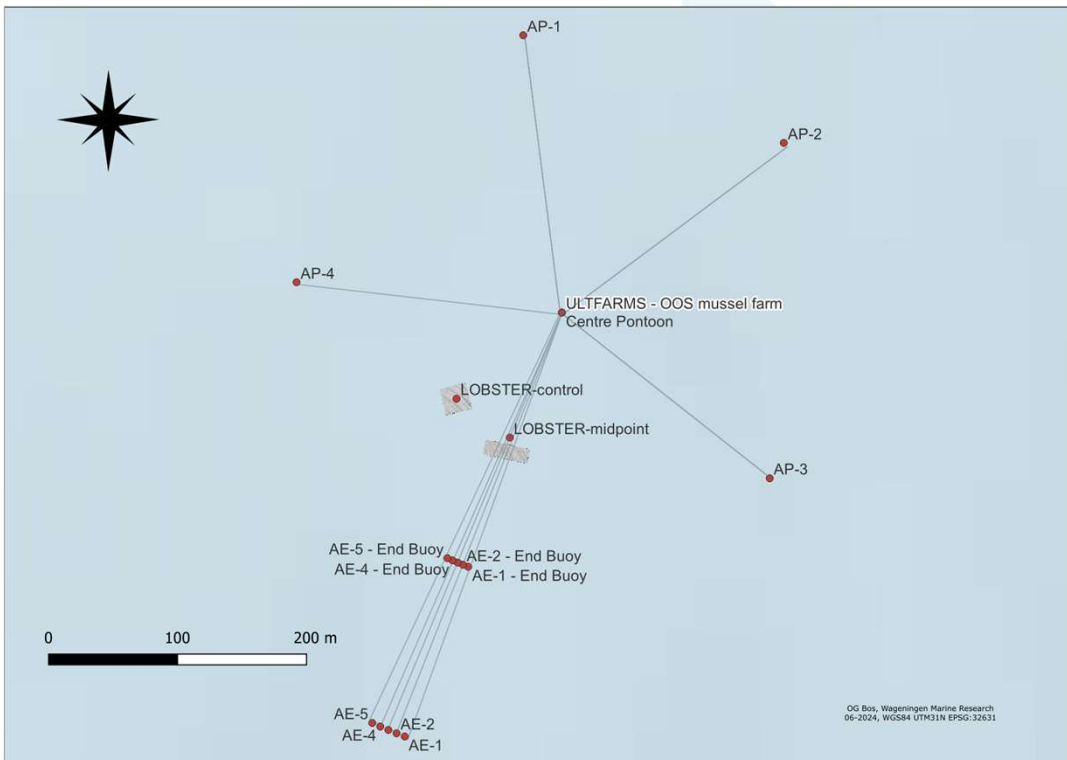 AP-1
AP-2
AP-4
ULTFARMS - OOS mussel farm
Centre Pontoon
LOBSTER-control
LOBSTER-midpoint
AP-3
AE-5 - End Buoy
AE-2 - End Buoy
AE-4 - End Buoy
AE-1 - End Buoy
0 100 200 m
AE-5
AE-2
AE-4
AE-1
OG Bos, Wageningen Marine Research
06-2024, WGS84 UTM31N EPSG:32631